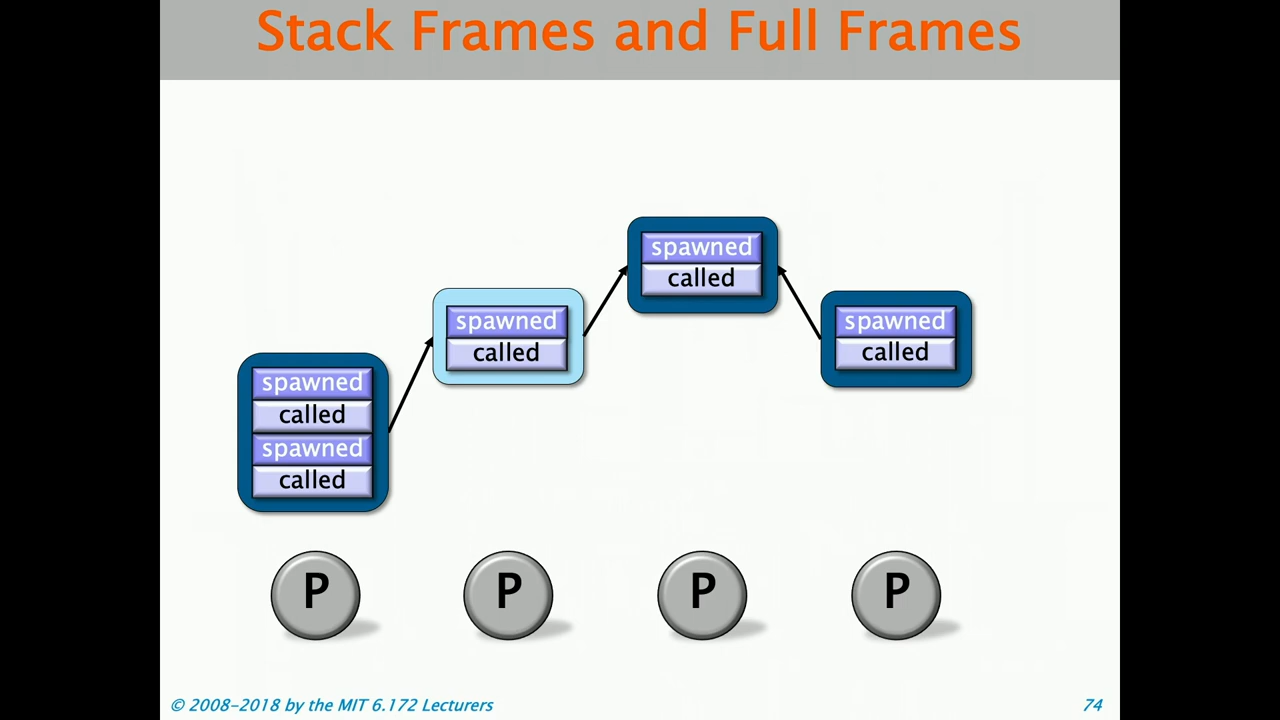 Stack Frames and Full Frames
spawned
called
spawned
called
spawned
called
spawned
called
spawned
called
P
P
P
P
© 2008-2018 by the MIT 6.172 Lecturers
74